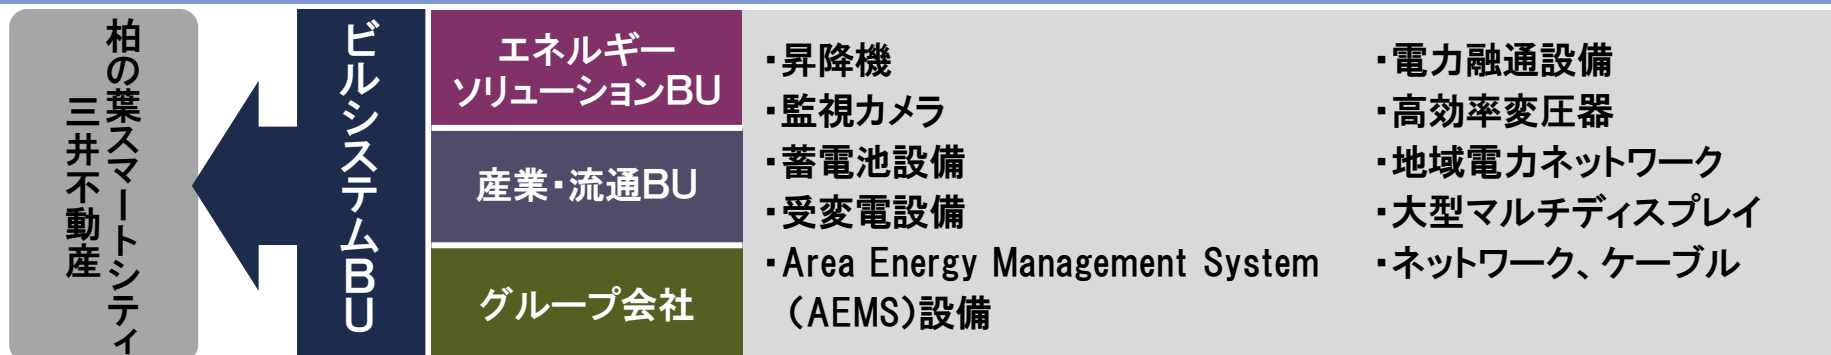 柏の葉スマートシティ
三井不動産
ビルシステムBU
エネルギー
ソリューションBU
産業・流通BU
グループ会社
・昇降機
・監視カメラ
・蓄電池設備
・受変電設備
・Area Energy Management System
（AEMS）設備
・電力融通設備
・高効率変圧器
・地域電力ネットワーク
・大型マルチディスプレイ
・ネットワーク、ケーブル